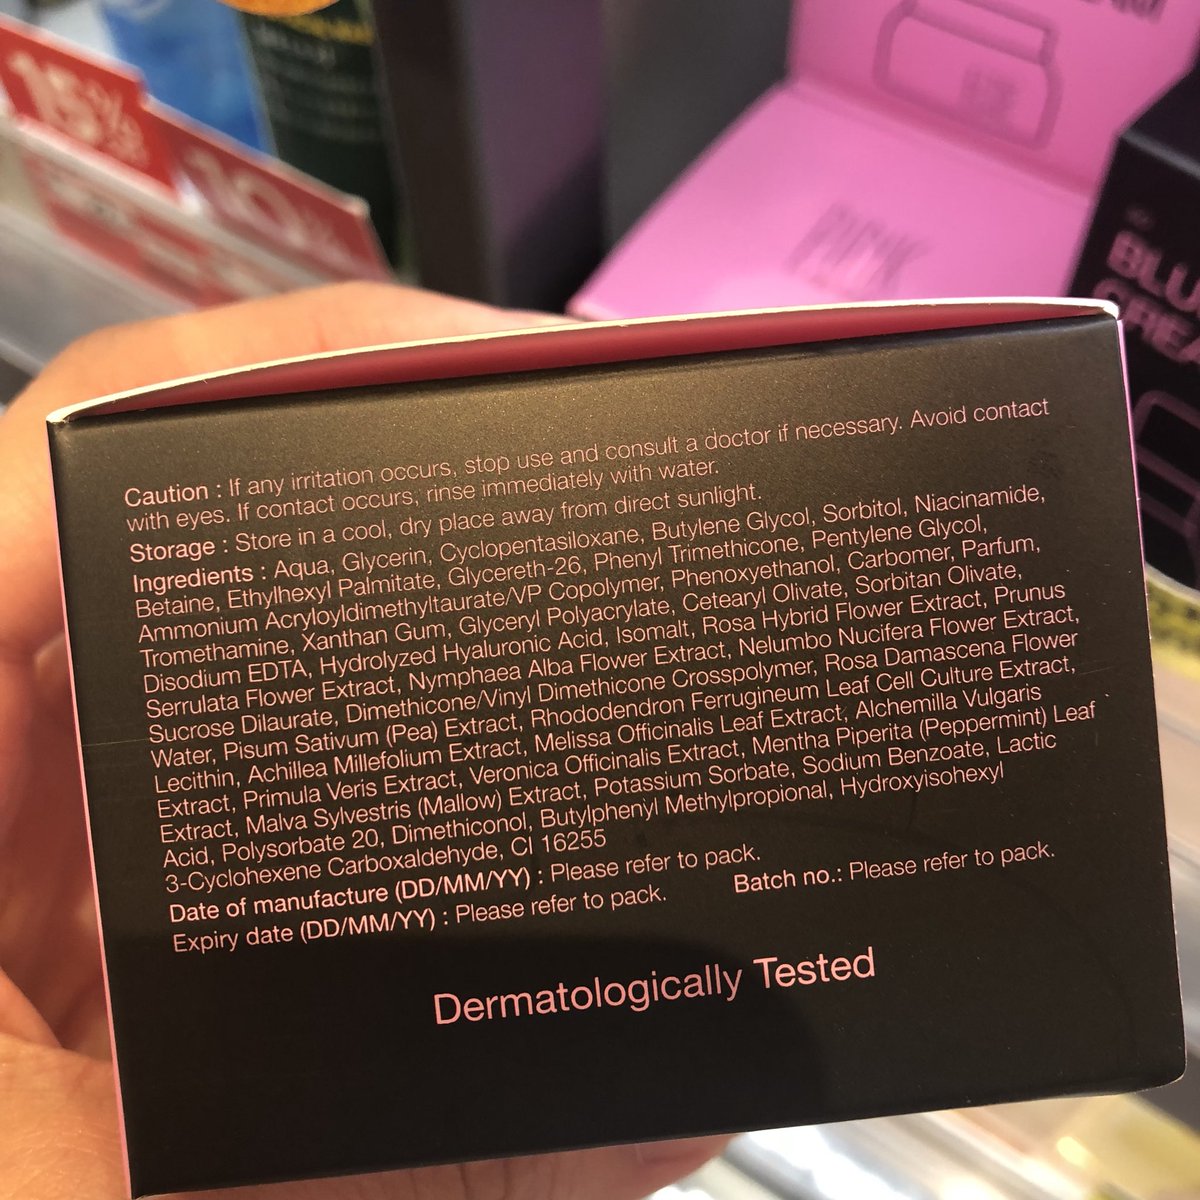 15%
10%
PINK
BLU
CREA
Caution : If any irritation occurs, stop use and consult a doctor if necessary. Avoid contact
with eyes. If contact occurs, rinse immediately with water.
Storage : Store in a cool, dry place away from direct sunlight.
Ingredients : Aqua, Glycerin, Cyclopentasiloxane, Butylene Glycol, Sorbitol, Niacinamide,
Betaine, Ethylhexyl Palmitate, Glycereth-26, Phenyl Trimethicone, Pentylene Glycol,
Ammonium Acryloyldimethyltaurate/VP Copolymer, Phenoxyethanol, Carbomer, Parfum,
Tromethamine, Xanthan Gum, Glyceryl Polyacrylate, Cetearyl Olivate, Sorbitan Olivate,
Disodium EDTA, Hydrolyzed Hyaluronic Acid, Isomalt, Rosa Hybrid Flower Extract, Prunus
Serrulata Flower Extract, Nymphaea Alba Flower Extract, Nelumbo Nucifera Flower Extract,
Sucrose Dilaurate, Dimethicone/Vinyl Dimethicone Crosspolymer, Rosa Damascena Flower
Water, Pisum Sativum (Pea) Extract, Rhododendron Ferrugineum Leaf Cell Culture Extract,
Lecithin, Achillea Millefolium Extract, Melissa Officinalis Leaf Extract, Alchemilla Vulgaris
Extract, Primula Veris Extract, Veronica Officinalis Extract, Mentha Piperita (Peppermint) Leaf
Extract, Malva Sylvestris (Mallow) Extract, Potassium Sorbate, Sodium Benzoate, Lactic
Acid, Polysorbate 20, Dimethiconol, Butylphenyl Methylpropional, Hydroxyisohexyl
3-Cyclohexene Carboxaldehyde, CI 16255
Date of manufacture (DD/MM/YY) : Please refer to pack.
Expiry date (DD/MM/YY) : Please refer to pack. Batch no.: Please refer to pack.
Dermatologically Tested